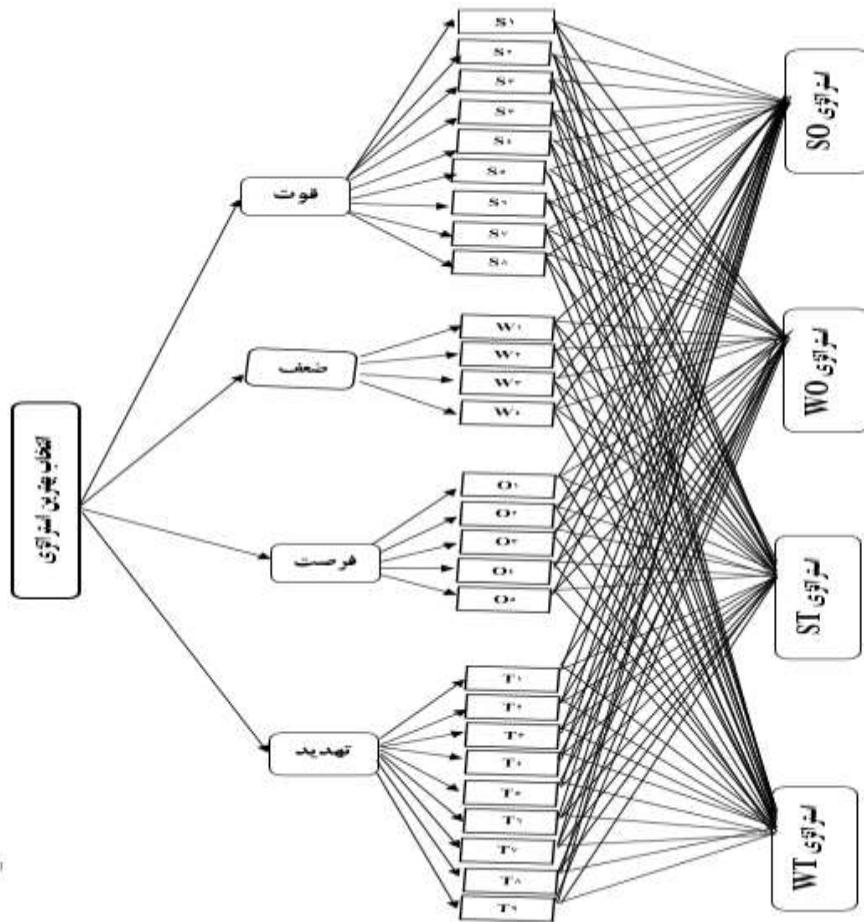 انتخاب بهترین استراتژی
قوت
ضعف
فرصت
تهدید
S۱
S۲
S۳
S۳
S۴
S۵
S۶
S۷
S۸
W۱
W۲
W۳
W۴
O۱
O۲
O۳
O۴
O۵
T۱
T۲
T۳
T۴
T۵
T۶
T۷
T۸
T۹
استراتژی SO
استراتژی WO
استراتژی ST
استراتژی WT